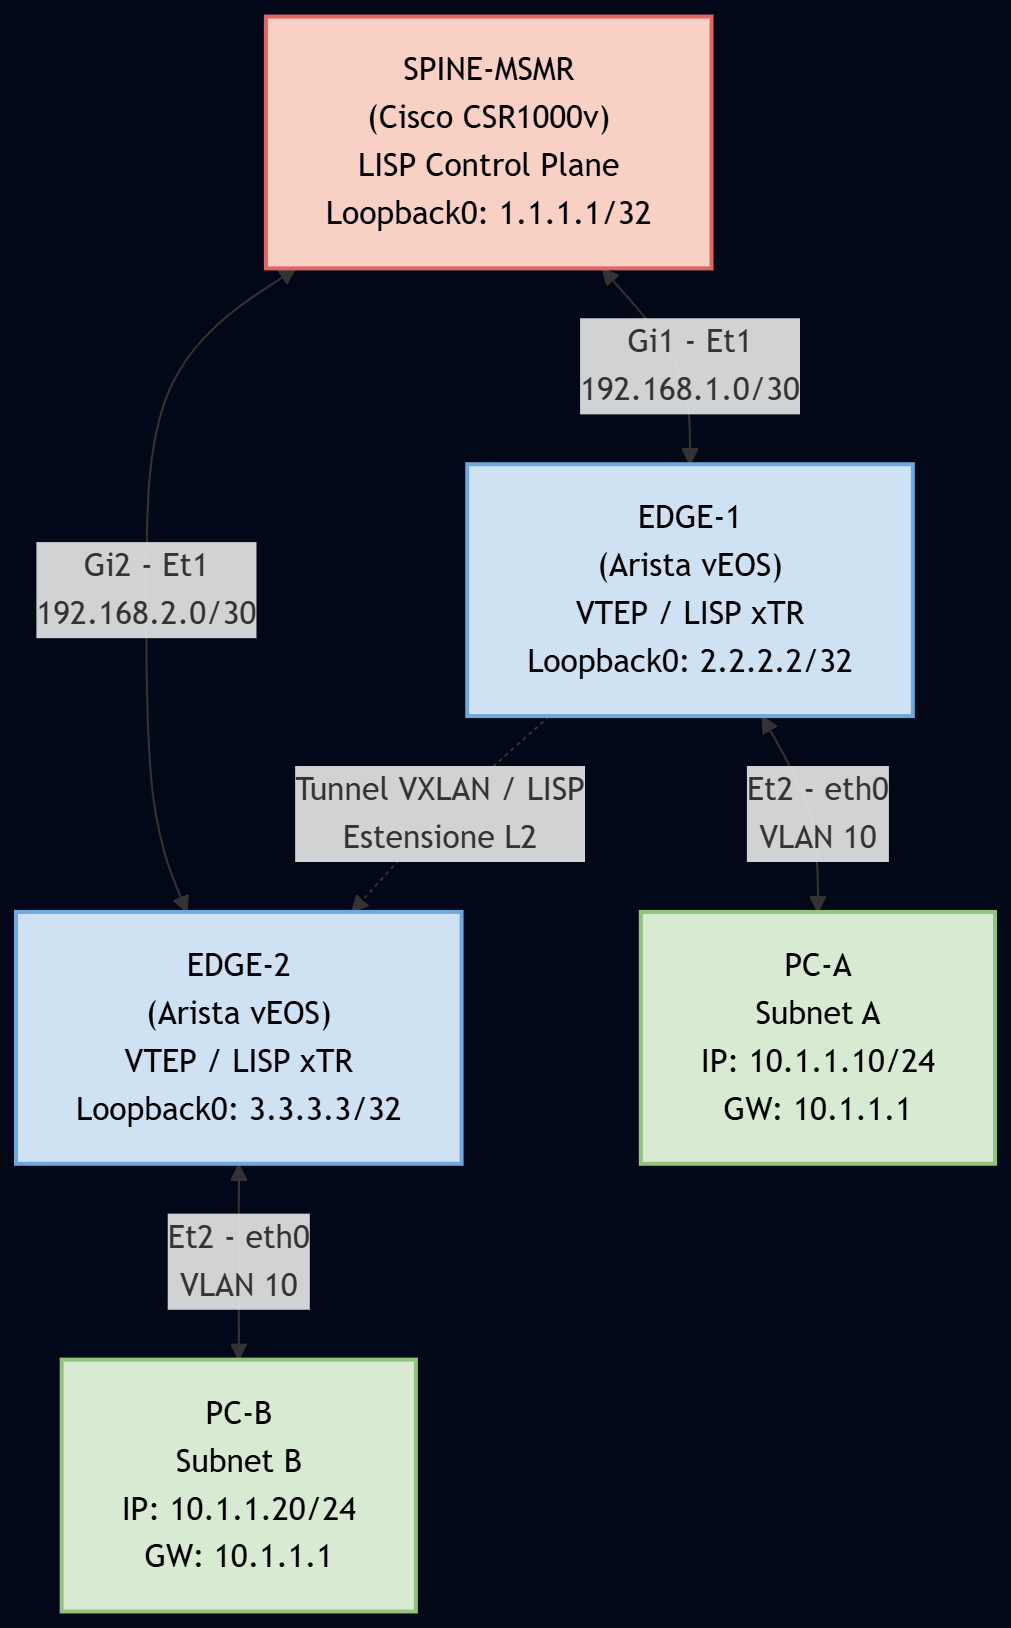 SPINE-MSMR
(Cisco CSR1000v)
LISP Control Plane
Loopback0: 1.1.1.1/32
Gi1 - Et1
192.168.1.0/30
EDGE-1
(Arista vEOS)
VTEP / LISP xTR
Loopback0: 2.2.2.2/32
Gi2 - Et1
192.168.2.0/30
Tunnel VXLAN / LISP
Estensione L2
Et2 - eth0
VLAN 10
EDGE-2
(Arista vEOS)
VTEP / LISP xTR
Loopback0: 3.3.3.3/32
PC-A
Subnet A
IP: 10.1.1.10/24
GW: 10.1.1.1
Et2 - eth0
VLAN 10
PC-B
Subnet B
IP: 10.1.1.20/24
GW: 10.1.1.1